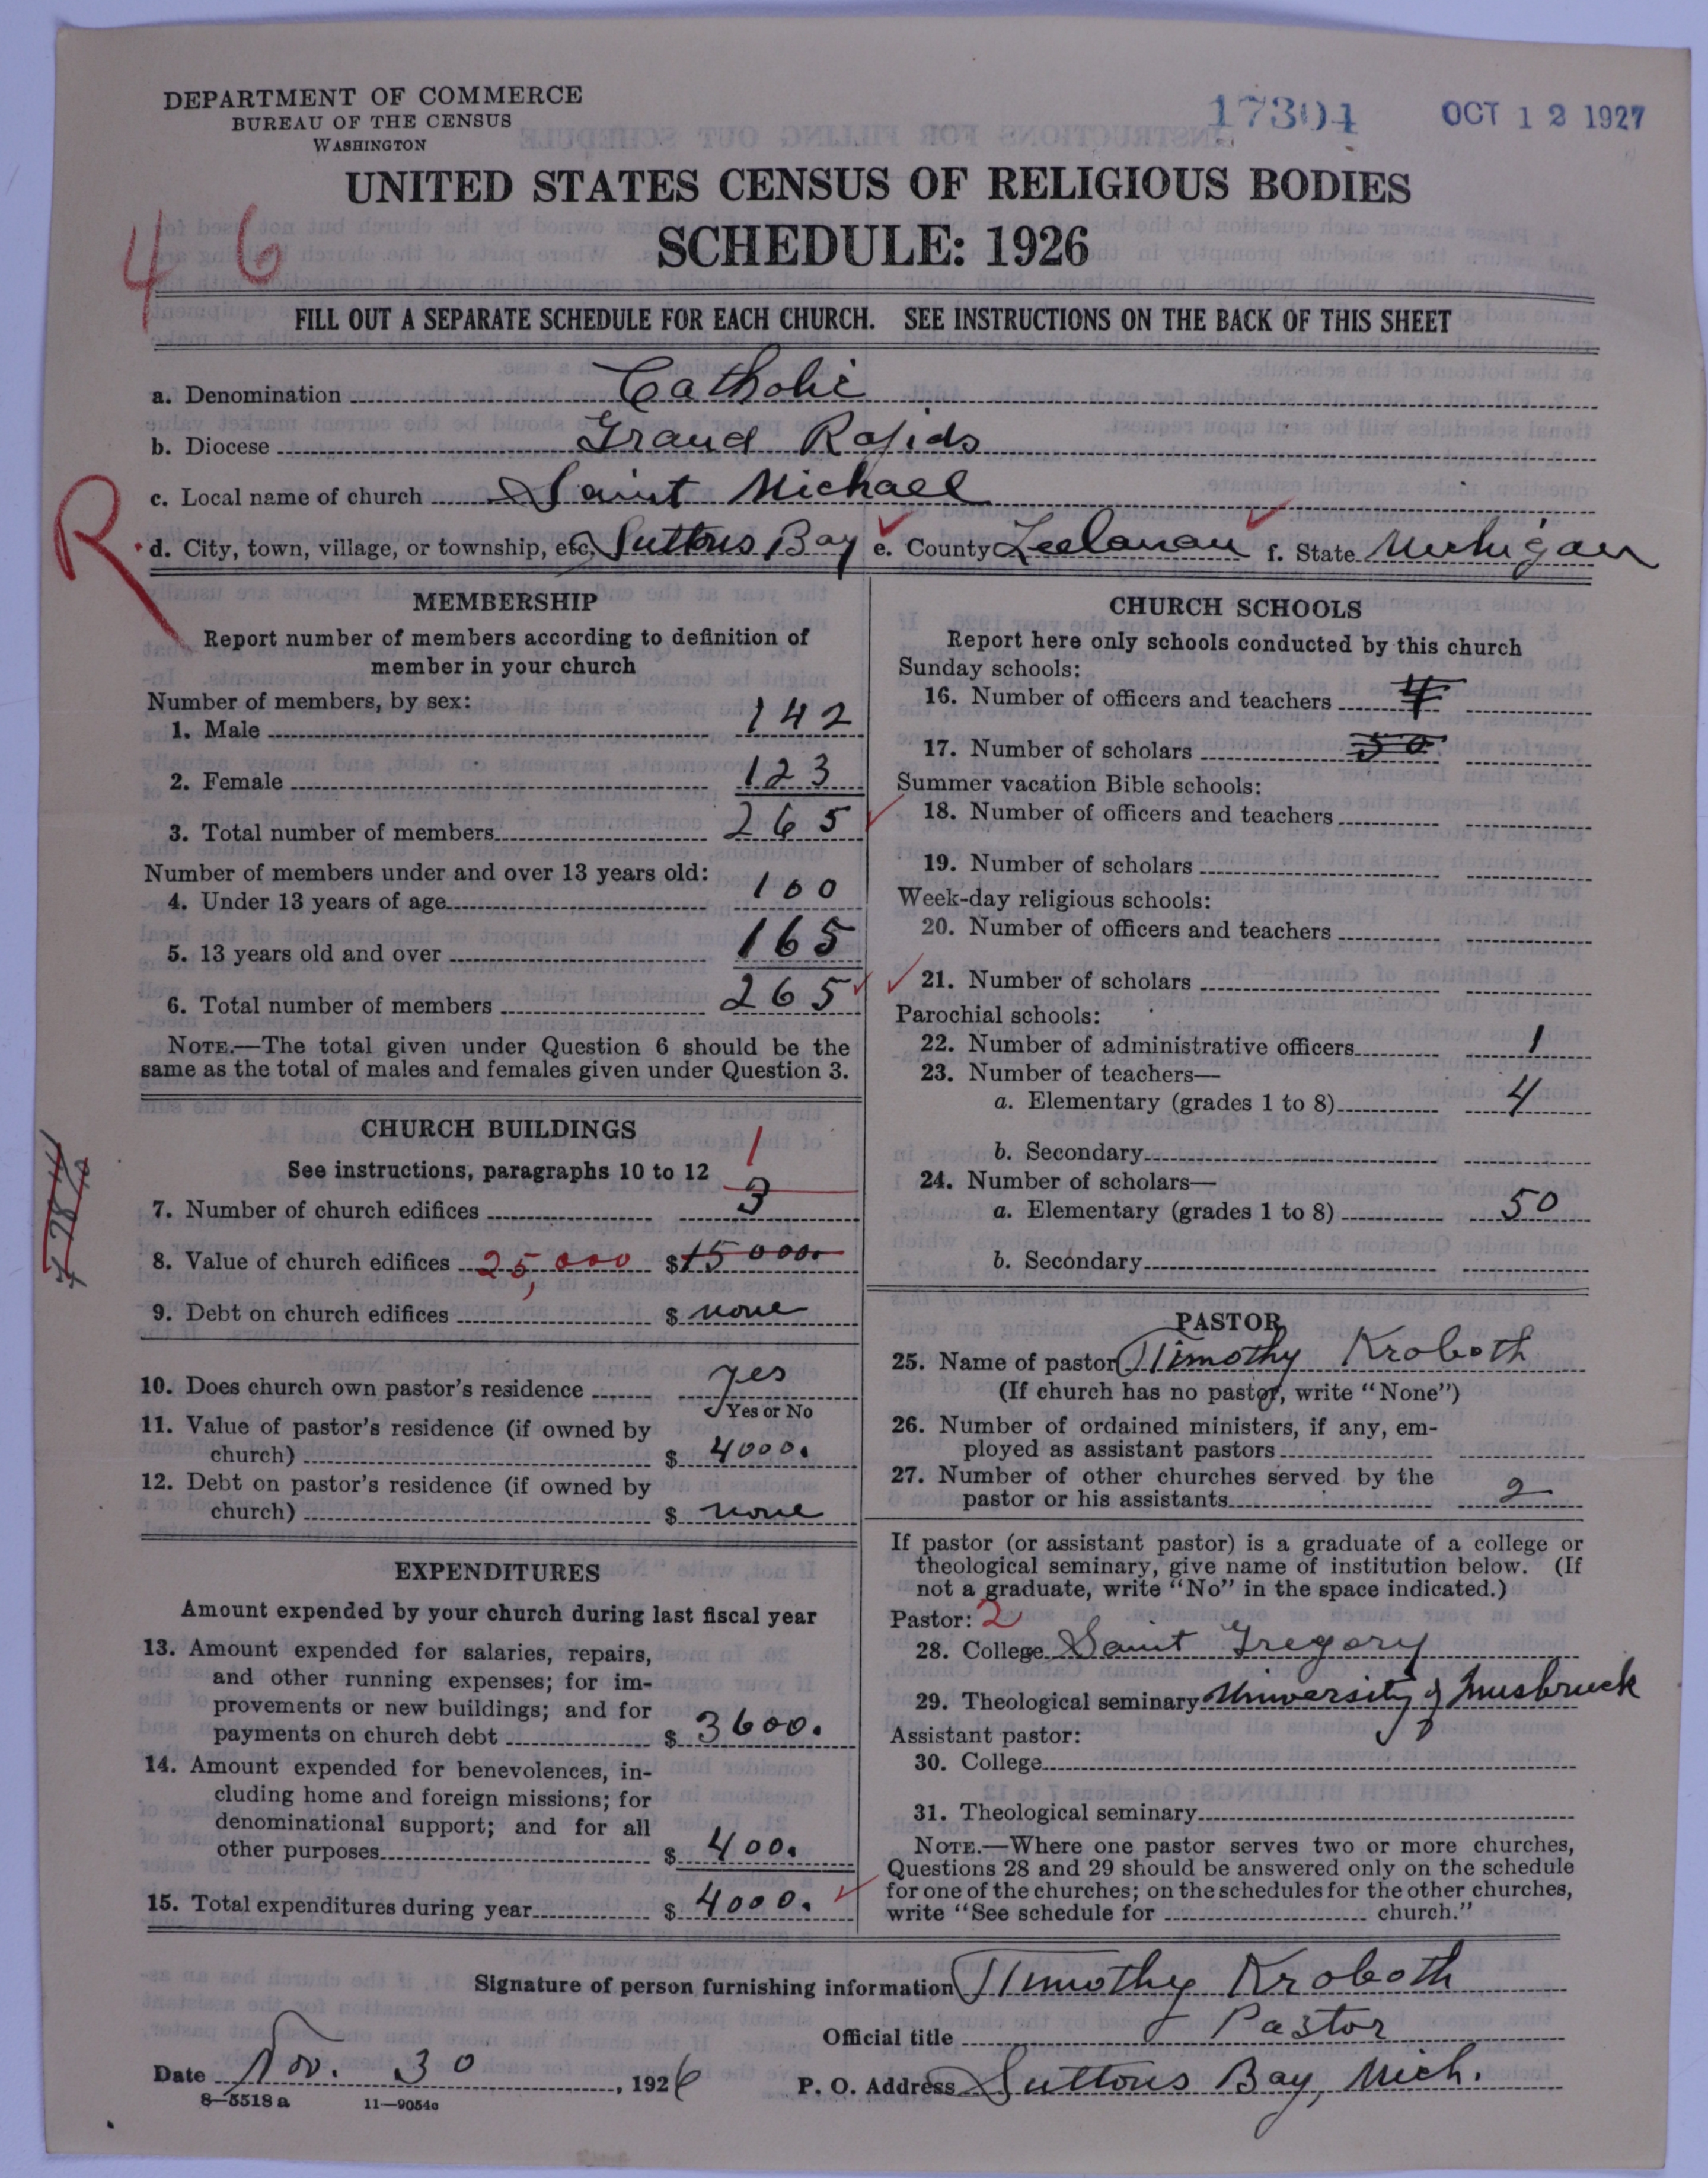 DEPARTMENT OF COMMERCE
BUREAU OF THE CENSUS
WASHINGTON
17304 OCT 12 1927
UNITED STATES CENSUS OF RELIGIOUS BODIES
SCHEDULE: 1926
46
FILL OUT A SEPARATE SCHEDULE FOR EACH CHURCH. SEE INSTRUCTIONS ON THE BACK OF THIS SHEET
a. Denomination Catholic
b. Diocese Grand Rapids
c. Local name of church Saint Michael
R
d. City, town, village, or township, etc. Suttons Bay e. County Leelanau f. State Michigan
MEMBERSHIP
Report number of members according to definition of
member in your church
Number of members, by sex:
1. Male 142
2. Female 123
3. Total number of members 265
Number of members under and over 13 years old:
4. Under 13 years of age 100
5. 13 years old and over 165
6. Total number of members 265
NOTE.—The total given under Question 6 should be the
same as the total of males and females given under Question 3.
CHURCH BUILDINGS
See instructions, paragraphs 10 to 12
1
7. Number of church edifices 3
8. Value of church edifices 25,000 $15000.
9. Debt on church edifices $ none
10. Does church own pastor's residence yes
Yes or No
11. Value of pastor's residence (if owned by
church) $ 4000.
12. Debt on pastor's residence (if owned by
church) $ none
EXPENDITURES
Amount expended by your church during last fiscal year
13. Amount expended for salaries, repairs,
and other running expenses; for im-
provements or new buildings; and for
payments on church debt $ 3600.
14. Amount expended for benevolences, in-
cluding home and foreign missions; for
denominational support; and for all
other purposes $ 400.
15. Total expenditures during year $ 4000.
CHURCH SCHOOLS
Report here only schools conducted by this church
Sunday schools:
16. Number of officers and teachers 4
17. Number of scholars 50
Summer vacation Bible schools:
18. Number of officers and teachers
19. Number of scholars
Week-day religious schools:
20. Number of officers and teachers
21. Number of scholars
Parochial schools:
22. Number of administrative officers 1
23. Number of teachers—
a. Elementary (grades 1 to 8) 4
b. Secondary
24. Number of scholars—
a. Elementary (grades 1 to 8) 50
b. Secondary
PASTOR
25. Name of pastor Timothy Kroboth
(If church has no pastor, write "None")
26. Number of ordained ministers, if any, em-
ployed as assistant pastors
27. Number of other churches served by the
pastor or his assistants 2
If pastor (or assistant pastor) is a graduate of a college or
theological seminary, give name of institution below. (If
not a graduate, write "No" in the space indicated.)
Pastor: 2
28. College Saint Gregory
29. Theological seminary University of Innsbruck
Assistant pastor:
30. College
31. Theological seminary
NOTE.—Where one pastor serves two or more churches,
Questions 28 and 29 should be answered only on the schedule
for one of the churches; on the schedules for the other churches,
write "See schedule for church."
Signature of person furnishing information Timothy Kroboth
Official title Pastor
Date Nov. 30, 1926 P. O. Address Suttons Bay, Mich.
8-5518a 11-9054c